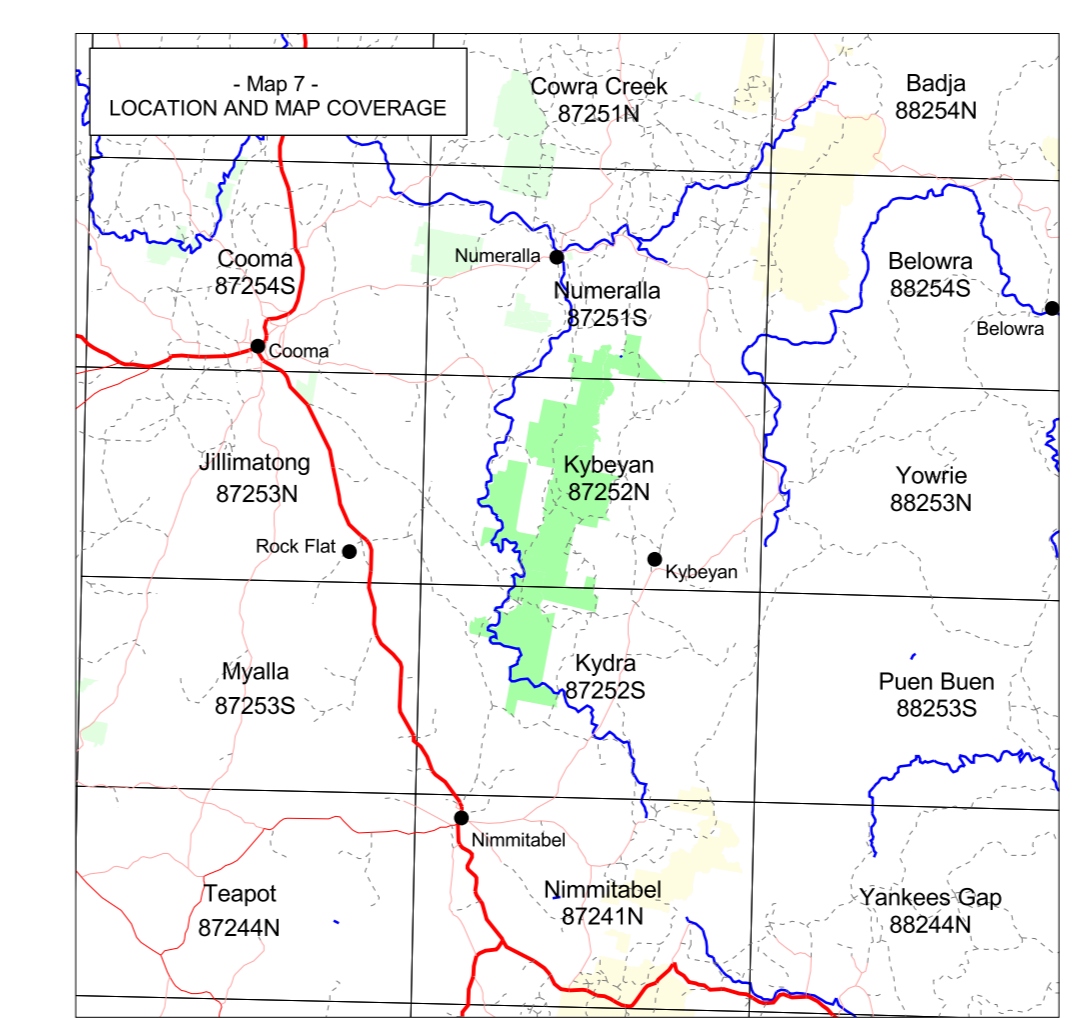 - Map 7 -
LOCATION AND MAP COVERAGE
Cowra Creek
87251N
Badja
88254N
Cooma
87254S
Numeralla
Numeralla
87251S
Belowra
88254S
Belowra
Cooma
Jillimatong
87253N
Kybeyan
87252N
Yowrie
88253N
Rock Flat
Kybeyan
Myalla
87253S
Kydra
87252S
Puen Buen
88253S
Nimmitabel
Teapot
87244N
Nimmitabel
87241N
Yankees Gap
88244N